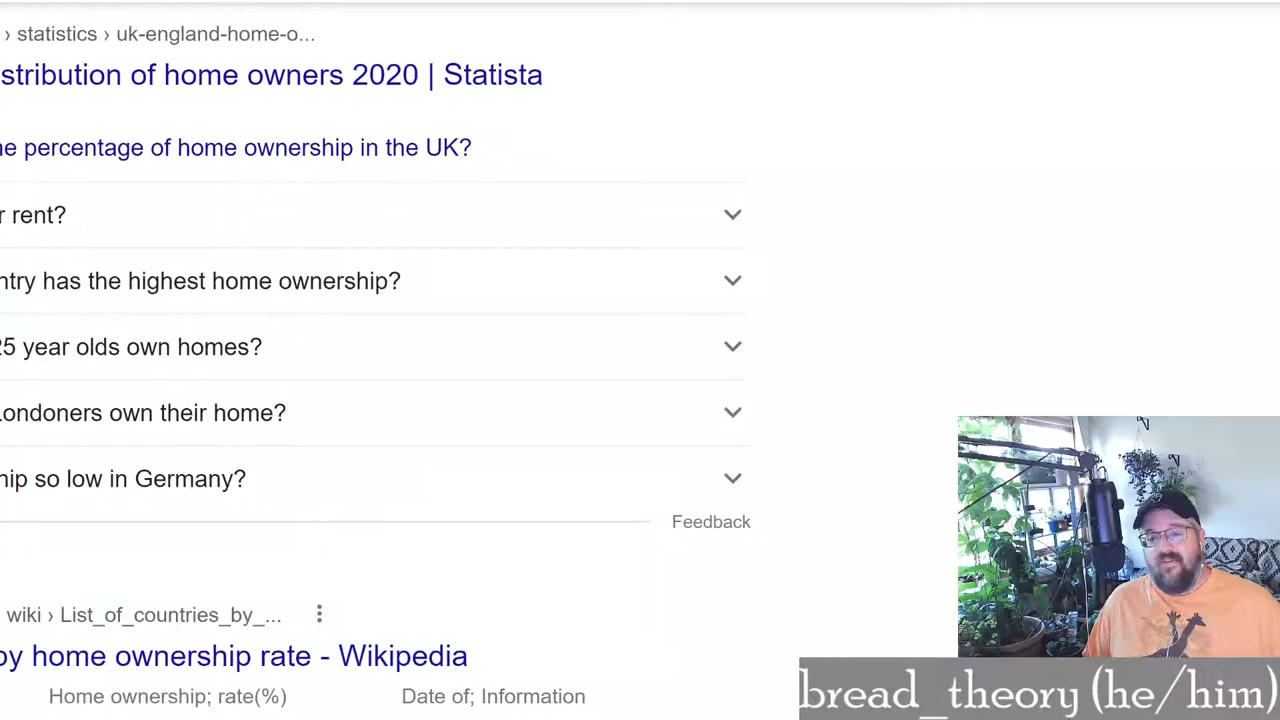 › statistics › uk-england-home-o...
stribution of home owners 2020 | Statista
ne percentage of home ownership in the UK?
r rent?
ntry has the highest home ownership?
25 year olds own homes?
Londoners own their home?
hip so low in Germany?
Feedback
wiki › List_of_countries_by_...
by home ownership rate - Wikipedia
Home ownership; rate(%) Date of; Information
bread_theory (he/him)